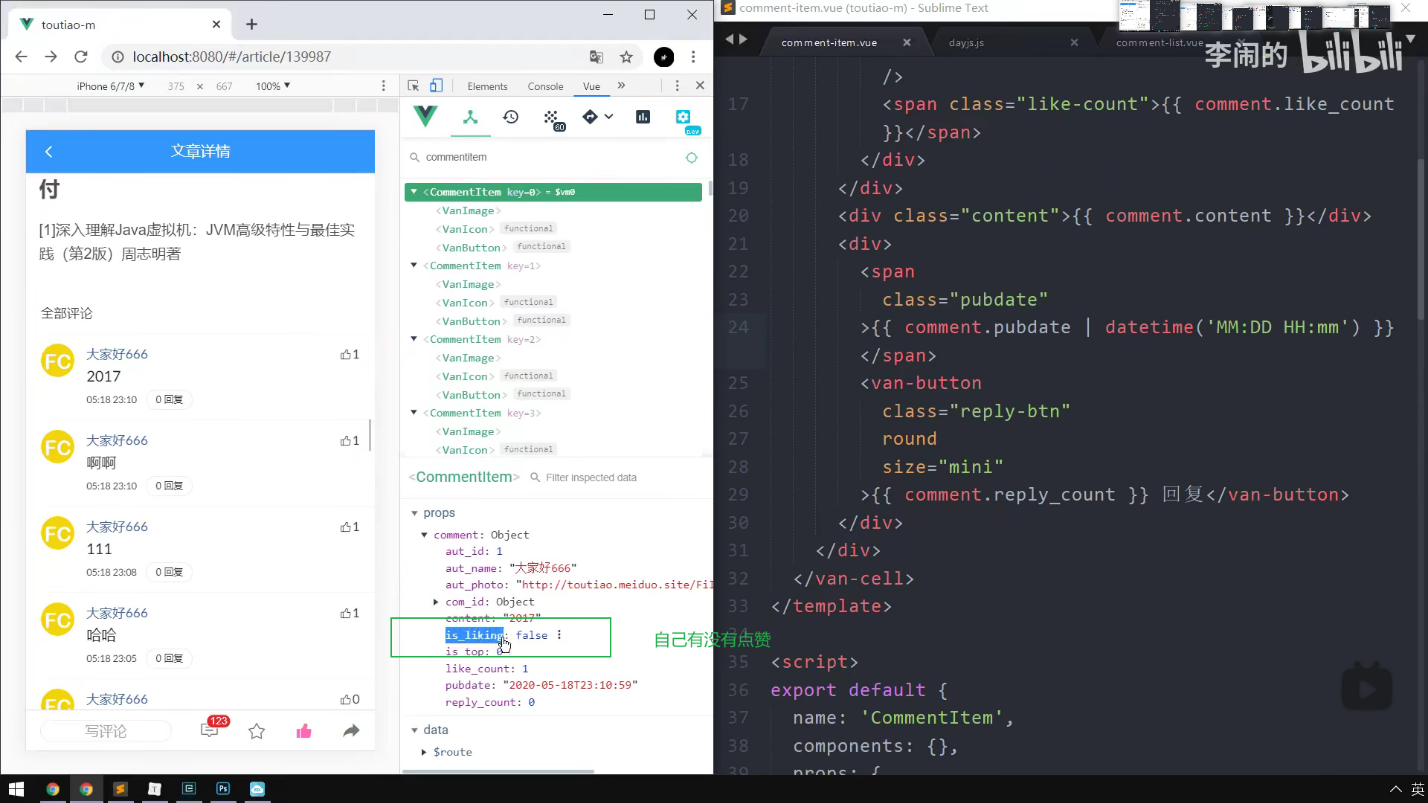 toutiao-m
comment-item.vue (toutiao-m) - Sublime Text
localhost:8080/#/article/139987
李闹的 bilibili
comment-item.vue
dayjs.js
comment-list.vue
iPhone 6/7/8 375 × 667 100%
Elements Console Vue »
60
commentItem
文章详情
付
[1]深入理解Java虚拟机：JVM高级特性与最佳实
践（第2版）周志明著
全部评论
大家好666 1
2017
05:18 23:10 0 回复
大家好666 1
啊啊
05:18 23:10 0 回复
大家好666 1
111
05:18 23:08 0 回复
大家好666 1
哈哈
05:18 23:05 0 回复
大家好666 0
FC
FC
FC
FC
FC
写评论
123
<CommentItem key=0> = $vm0
<VanImage>
<VanIcon> functional
<VanButton> functional
<CommentItem key=1>
<VanImage>
<VanIcon> functional
<VanButton> functional
<CommentItem key=2>
<VanImage>
<VanIcon> functional
<VanButton> functional
<CommentItem key=3>
<VanImage>
<VanIcon> functional
<CommentItem> Filter inspected data
props
comment: Object
aut_id: 1
aut_name: "大家好666"
aut_photo: "http://toutiao.meiduo.site/Fi
com_id: Object
content: "2017"
is_liking: false
is_top: 0
like_count: 1
pubdate: "2020-05-18T23:10:59"
reply_count: 0
data
$route
自己有没有点赞
/>
17 <span class="like-count">{{ comment.like_count
}}</span>
18 </div>
19 </div>
20 <div class="content">{{ comment.content }}</div>
21 <div>
22 <span
23 class="pubdate"
24 >{{ comment.pubdate | datetime('MM:DD HH:mm') }}
</span>
25 <van-button
26 class="reply-btn"
27 round
28 size="mini"
29 >{{ comment.reply_count }} 回复</van-button>
30 </div>
31 </div>
32 </van-cell>
33 </template>
34
35 <script>
36 export default {
37 name: 'CommentItem',
38 components: {},
39 props: {
英